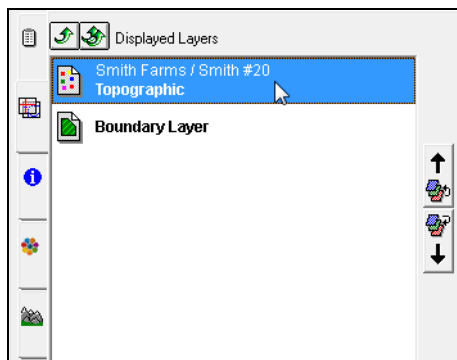 Displayed Layers
Smith Farms / Smith #20
Topographic
Boundary Layer